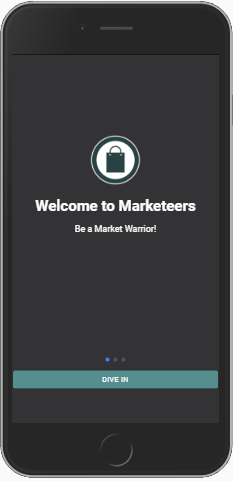 Welcome to Marketeers
Be a Market Warrior!
DIVE IN